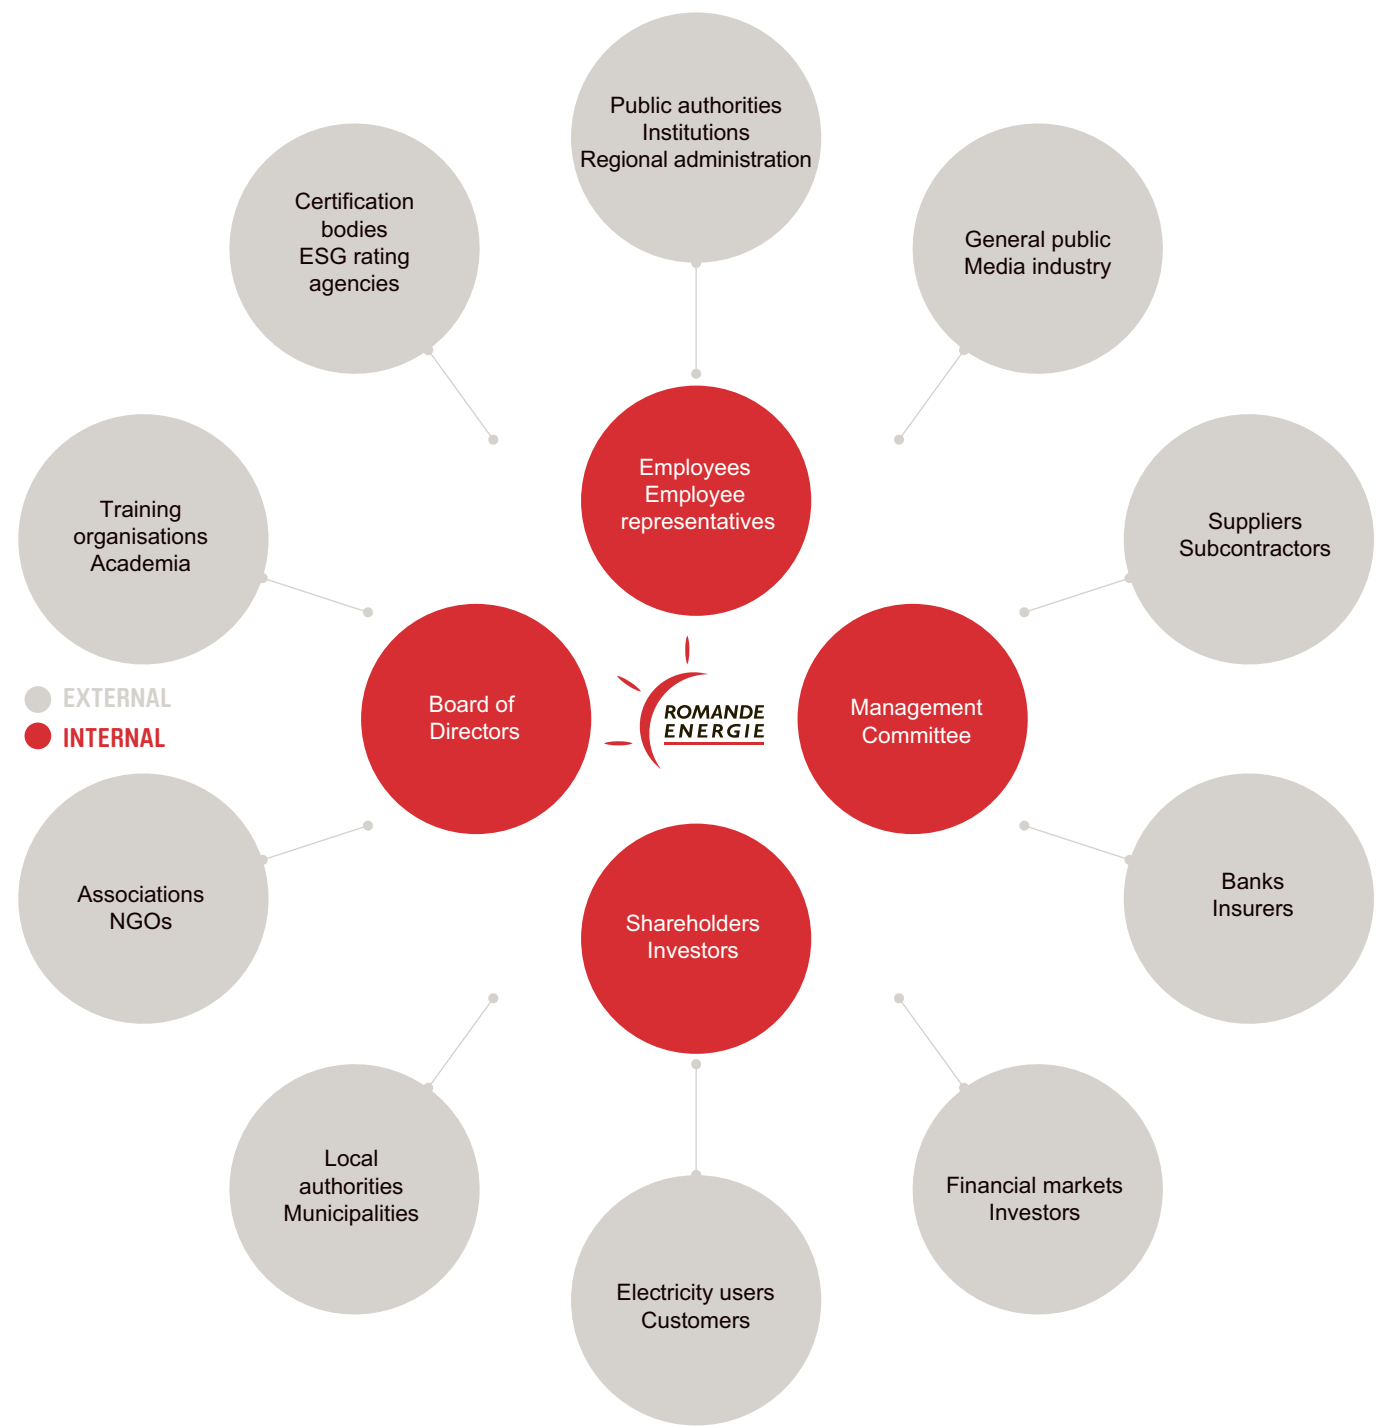 Public authorities
Institutions
Regional administration
Certification
bodies
ESG rating
agencies
General public
Media industry
Employees
Employee
representatives
Training
organisations
Academia
Suppliers
Subcontractors
EXTERNAL
INTERNAL
Board of
Directors
ROMANDE
ENERGIE
Management
Committee
Associations
NGOs
Shareholders
Investors
Banks
Insurers
Local
authorities
Municipalities
Financial markets
Investors
Electricity users
Customers